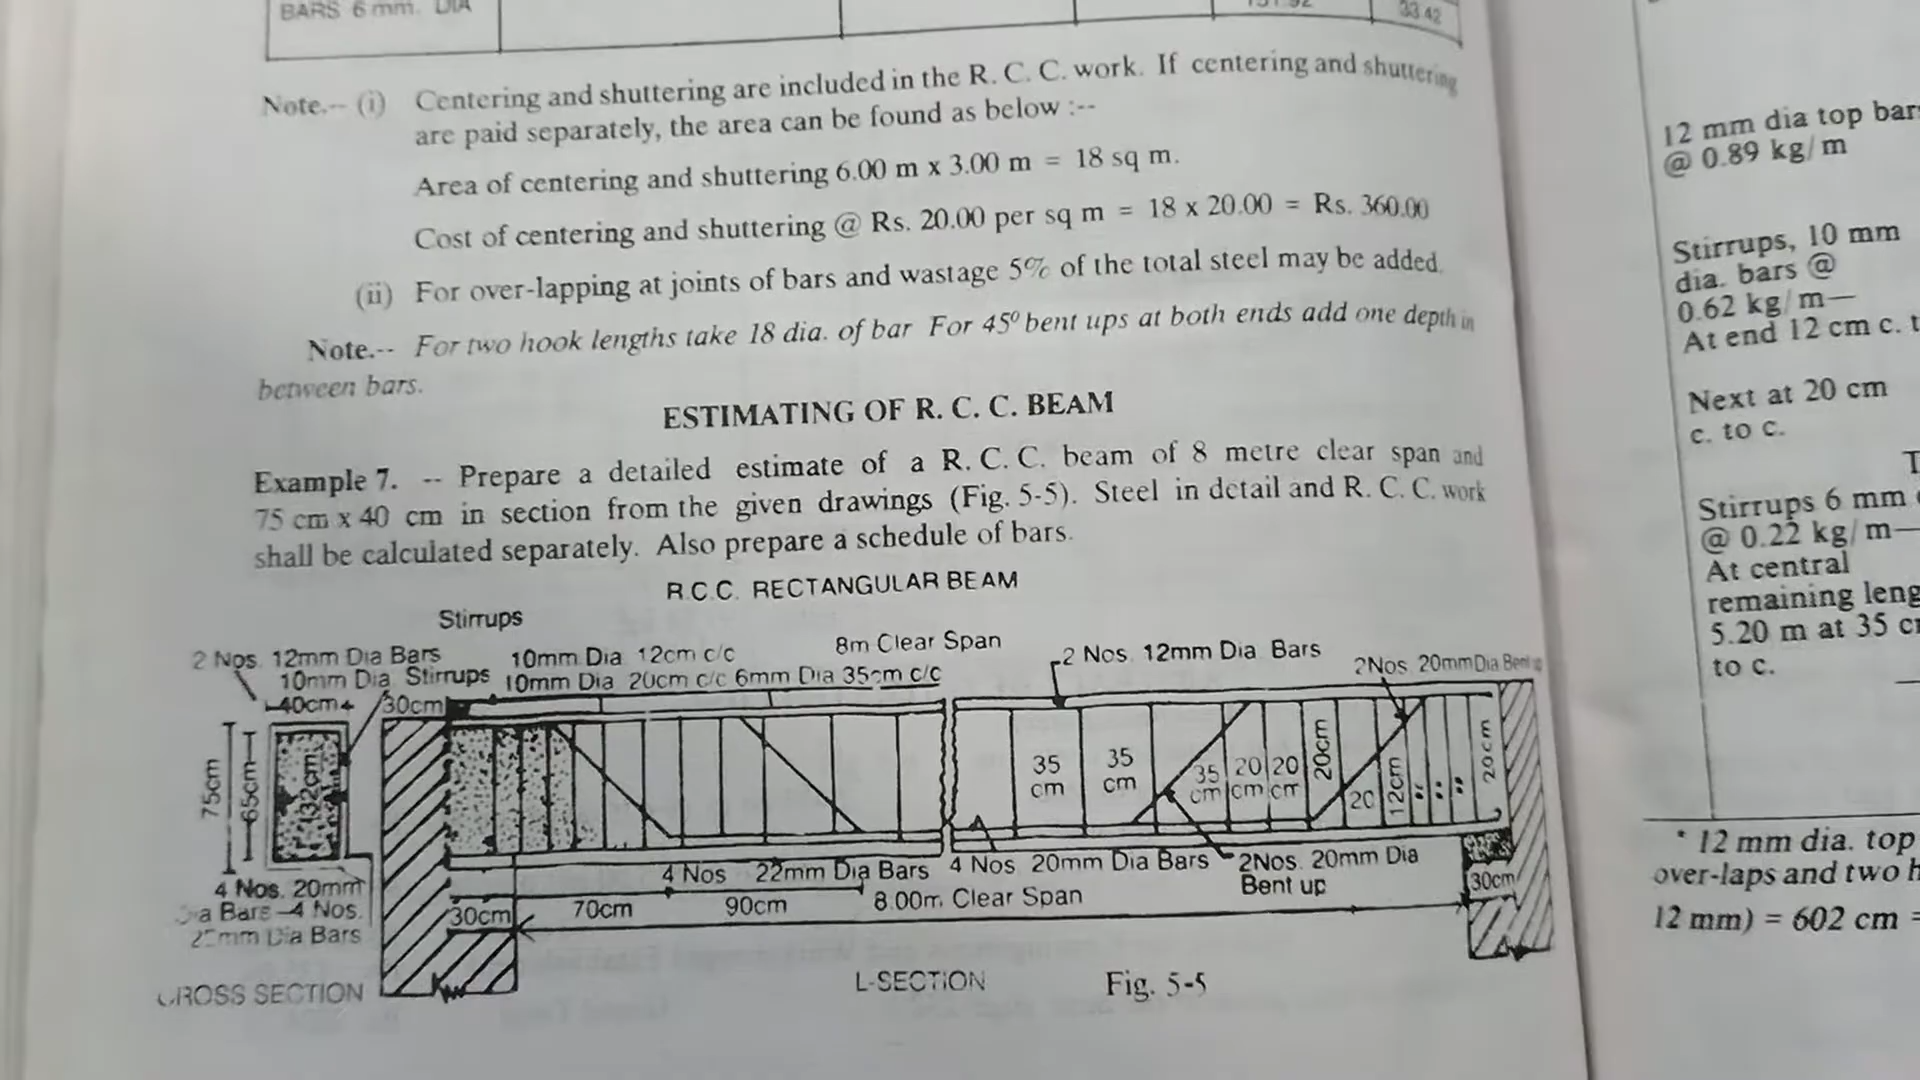 BARS 6 mm. DIA
33.42
Note.-- (i) Centering and shuttering are included in the R. C. C. work. If centering and shuttering
are paid separately, the area can be found as below :--
Area of centering and shuttering 6.00 m x 3.00 m = 18 sq m.
Cost of centering and shuttering @ Rs. 20.00 per sq m = 18 x 20.00 = Rs. 360.00
(ii) For over-lapping at joints of bars and wastage 5% of the total steel may be added.
Note.-- For two hook lengths take 18 dia. of bar For 45º bent ups at both ends add one depth in
between bars.
ESTIMATING OF R. C. C. BEAM
Example 7. -- Prepare a detailed estimate of a R. C. C. beam of 8 metre clear span and
75 cm x 40 cm in section from the given drawings (Fig. 5-5). Steel in detail and R. C. C. work
shall be calculated separately. Also prepare a schedule of bars.
R.C.C. RECTANGULAR BEAM
Stirrups
2 Nos. 12mm Dia Bars
10mm Dia 12cm c/c
8m Clear Span
2 Nos. 12mm Dia Bars
2Nos. 20mm Dia Bent up
10mm Dia Stirrups
10mm Dia 20cm c/c 6mm Dia 35cm c/c
40cm
30cm
75cm
65cm
132cm
35
cm
35
cm
35
cm
20
cm
20
cm
20cm
20
12cm
20cm
4 Nos. 22mm Dia Bars
4 Nos. 20mm Dia Bars
2Nos. 20mm Dia
Bent up
30cm
4 Nos. 20mm
Dia Bars-4 Nos.
mm Dia Bars
30cm
70cm
90cm
8.00m. Clear Span
CROSS SECTION
L-SECTION
Fig. 5-5
12 mm dia top bars
@ 0.89 kg/m
Stirrups, 10 mm
dia. bars @
0.62 kg/m—
At end 12 cm c. t
Next at 20 cm
c. to c.
T
Stirrups 6 mm
@ 0.22 kg/m—
At central
remaining leng
5.20 m at 35 c
to c.
* 12 mm dia. top
over-laps and two h
12 mm) = 602 cm =